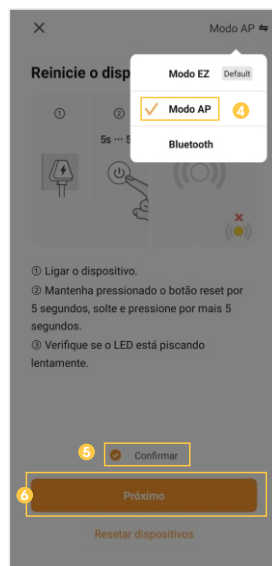 Modo AP
Reinicie o disp
Modo EZ Default
Modo AP 4
Bluetooth
① ②
5s ··· 5
① Ligar o dispositivo.
② Mantenha pressionado o botão reset por
5 segundos, solte e pressione por mais 5
segundos.
③ Verifique se o LED está piscando
lentamente.
5 Confirmar
6 Próximo
Resetar dispositivos